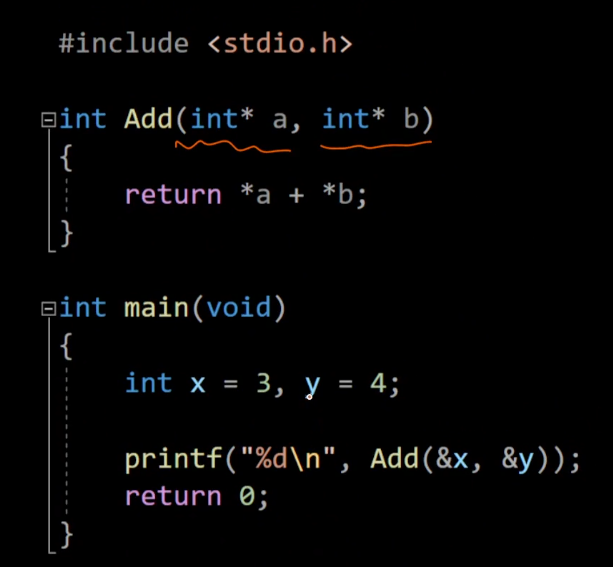 #include <stdio.h>
int Add(int* a, int* b)
{
return *a + *b;
}
int main(void)
{
int x = 3, y = 4;
printf("%d\n", Add(&x, &y));
return 0;
}